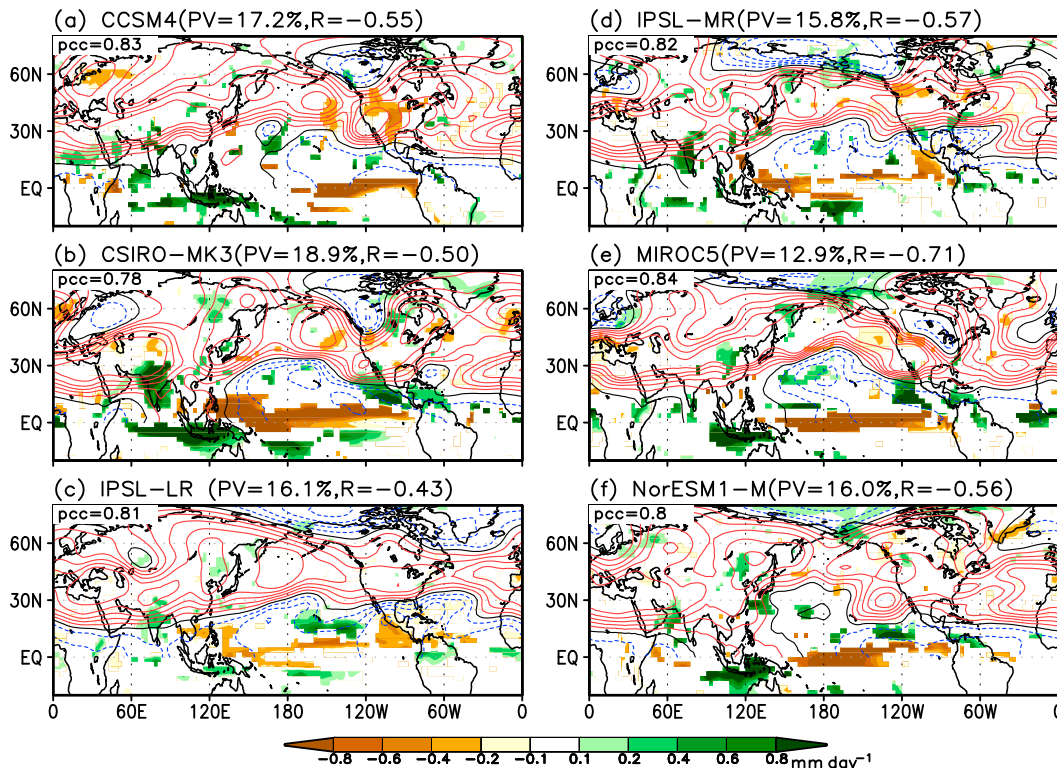 (a) CCSM4(PV=17.2%,R=-0.55)
pcc=0.83
60N
30N
EQ
(b) CSIRO-MK3(PV=18.9%,R=-0.50)
pcc=0.78
60N
30N
EQ
(c) IPSL-LR (PV=16.1%,R=-0.43)
pcc=0.81
60N
30N
EQ
0 60E 120E 180 120W 60W 0
(d) IPSL-MR(PV=15.8%,R=-0.57)
pcc=0.82
60N
30N
EQ
(e) MIROC5(PV=12.9%,R=-0.71)
pcc=0.84
60N
30N
EQ
(f) NorESM1-M(PV=16.0%,R=-0.56)
pcc=0.8
60N
30N
EQ
0 60E 120E 180 120W 60W 0
-0.8 -0.6 -0.4 -0.2 -0.1 0.1 0.2 0.4 0.6 0.8 mm day⁻¹